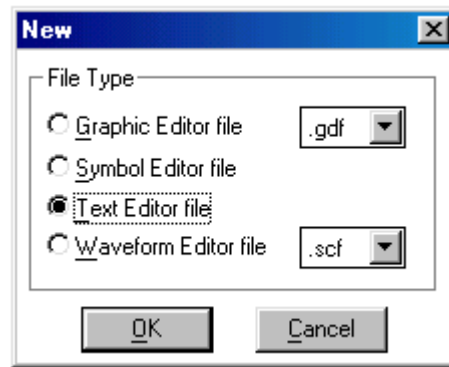 New
File Type
Graphic Editor file .gdf
Symbol Editor file
Text Editor file
Waveform Editor file .scf
OK Cancel